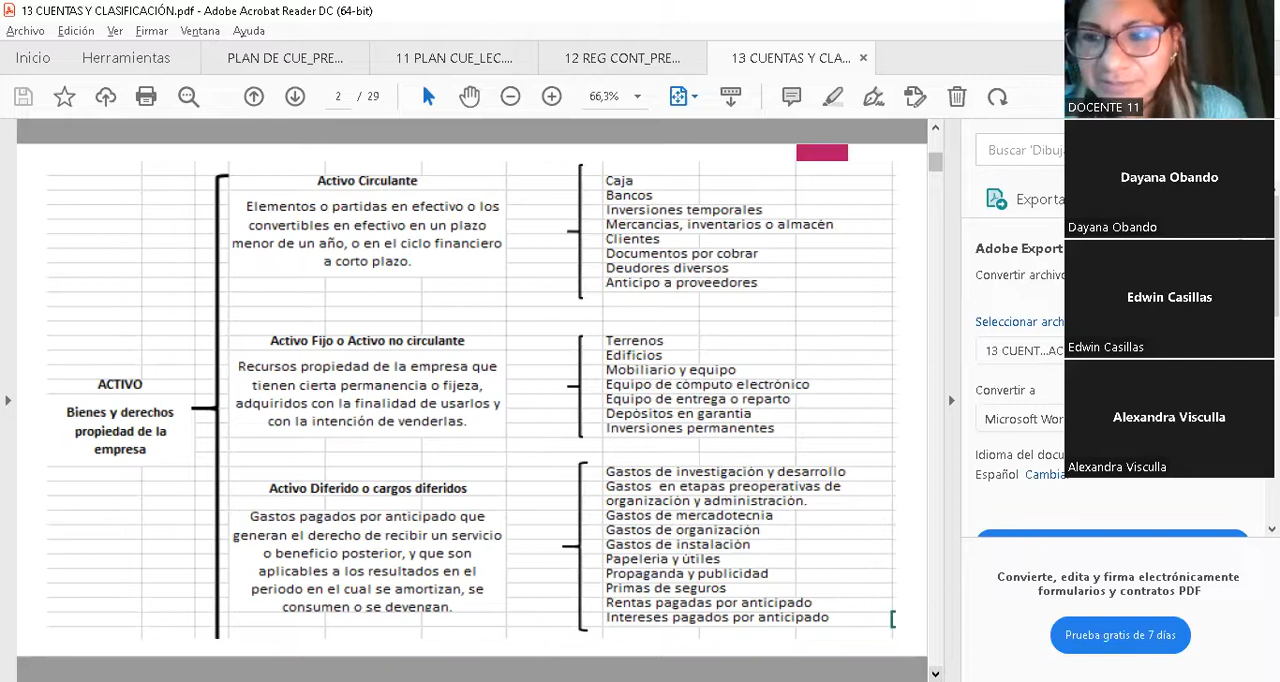 13 CUENTAS Y CLASIFICACIÓN.pdf - Adobe Acrobat Reader DC (64-bit)
Archivo Edición Ver Firmar Ventana Ayuda
Inicio Herramientas PLAN DE CUE_PRE... 11 PLAN CUE_LEC.... 12 REG CONT_PRE... 13 CUENTAS Y CLA...
2 / 29 66,3%
Activo Circulante
Elementos o partidas en efectivo o los
convertibles en efectivo en un plazo
menor de un año, o en el ciclo financiero
a corto plazo.
Caja
Bancos
Inversiones temporales
Mercancías, inventarios o almacén
Clientes
Documentos por cobrar
Deudores diversos
Anticipo a proveedores
Activo Fijo o Activo no circulante
Recursos propiedad de la empresa que
tienen cierta permanencia o fijeza,
adquiridos con la finalidad de usarlos y
con la intención de venderlas.
Terrenos
Edificios
Mobiliario y equipo
Equipo de cómputo electrónico
Equipo de entrega o reparto
Depósitos en garantía
Inversiones permanentes
ACTIVO
Bienes y derechos
propiedad de la
empresa
Activo Diferido o cargos diferidos
Gastos pagados por anticipado que
generan el derecho de recibir un servicio
o beneficio posterior, y que son
aplicables a los resultados en el
periodo en el cual se amortizan, se
consumen o se devengan.
Gastos de investigación y desarrollo
Gastos en etapas preoperativas de
organización y administración.
Gastos de mercadotecnia
Gastos de organización
Gastos de instalación
Papelería y útiles
Propaganda y publicidad
Primas de seguros
Rentas pagadas por anticipado
Intereses pagados por anticipado
Buscar 'Dibuj
Exporta
Adobe Export
Convertir archivo
Seleccionar arch
13 CUENT...AC
Convertir a
Microsoft Wor
Idioma del docu
Español Cambia
Convierte, edita y firma electrónicamente
formularios y contratos PDF
Prueba gratis de 7 días
DOCENTE 11
Dayana Obando
Dayana Obando
Edwin Casillas
Edwin Casillas
Alexandra Visculla
Alexandra Visculla